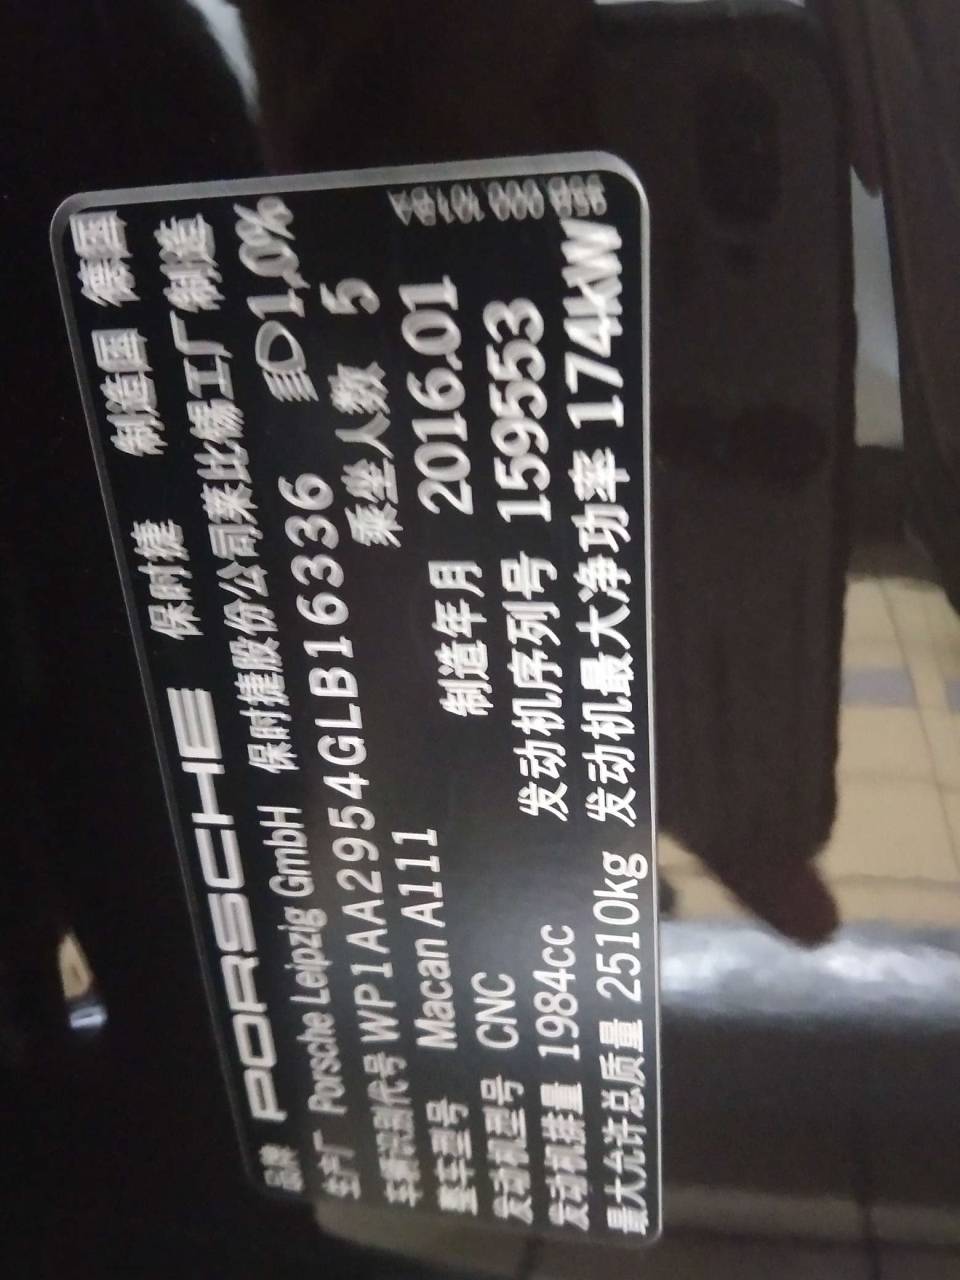 品牌 PORSCHE 保时捷 制造国 德国
生产厂 Porsche Leipzig GmbH 保时捷股份公司莱比锡工厂制造
车辆识别代号 WP1AA2954GLB16336 1,0%
整车型号 Macan A111 乘坐人数 5
发动机型号 CNC 制造年月 2016.01
发动机排量 1984cc 发动机序列号 159553
最大允许总质量 2510kg 发动机最大净功率 174kW